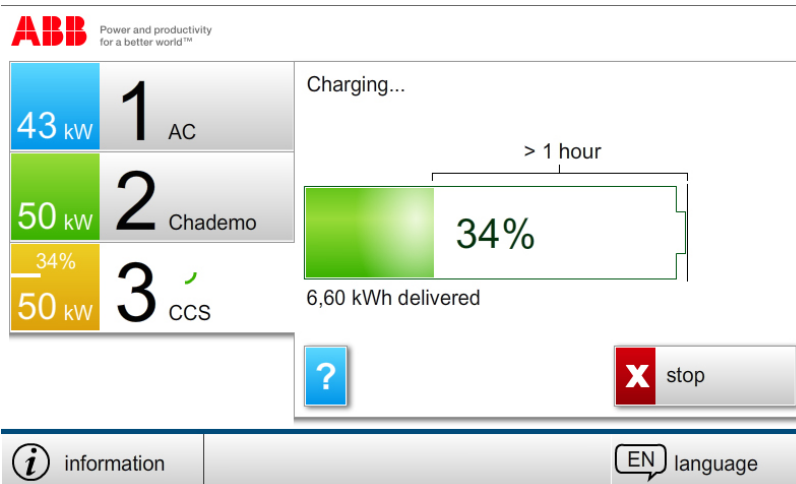 ABB
Power and productivity
for a better world™
43 kW 1 AC
50 kW 2 Chademo
34%
50 kW 3 CCS
Charging...
> 1 hour
34%
6,60 kWh delivered
?
X stop
i information
EN language